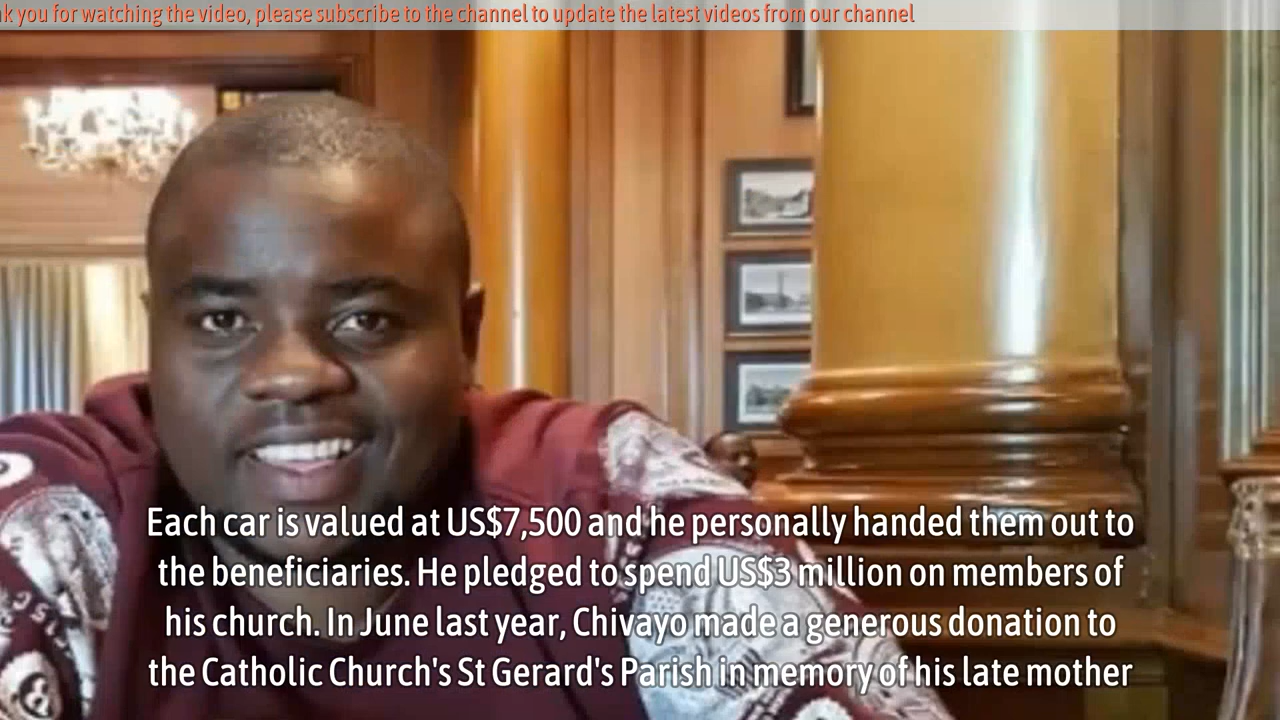 k you for watching the video, please subscribe to the channel to update the latest videos from our channel
Each car is valued at US$7,500 and he personally handed them out to
the beneficiaries. He pledged to spend US$3 million on members of
his church. In June last year, Chivayo made a generous donation to
the Catholic Church's St Gerard's Parish in memory of his late mother